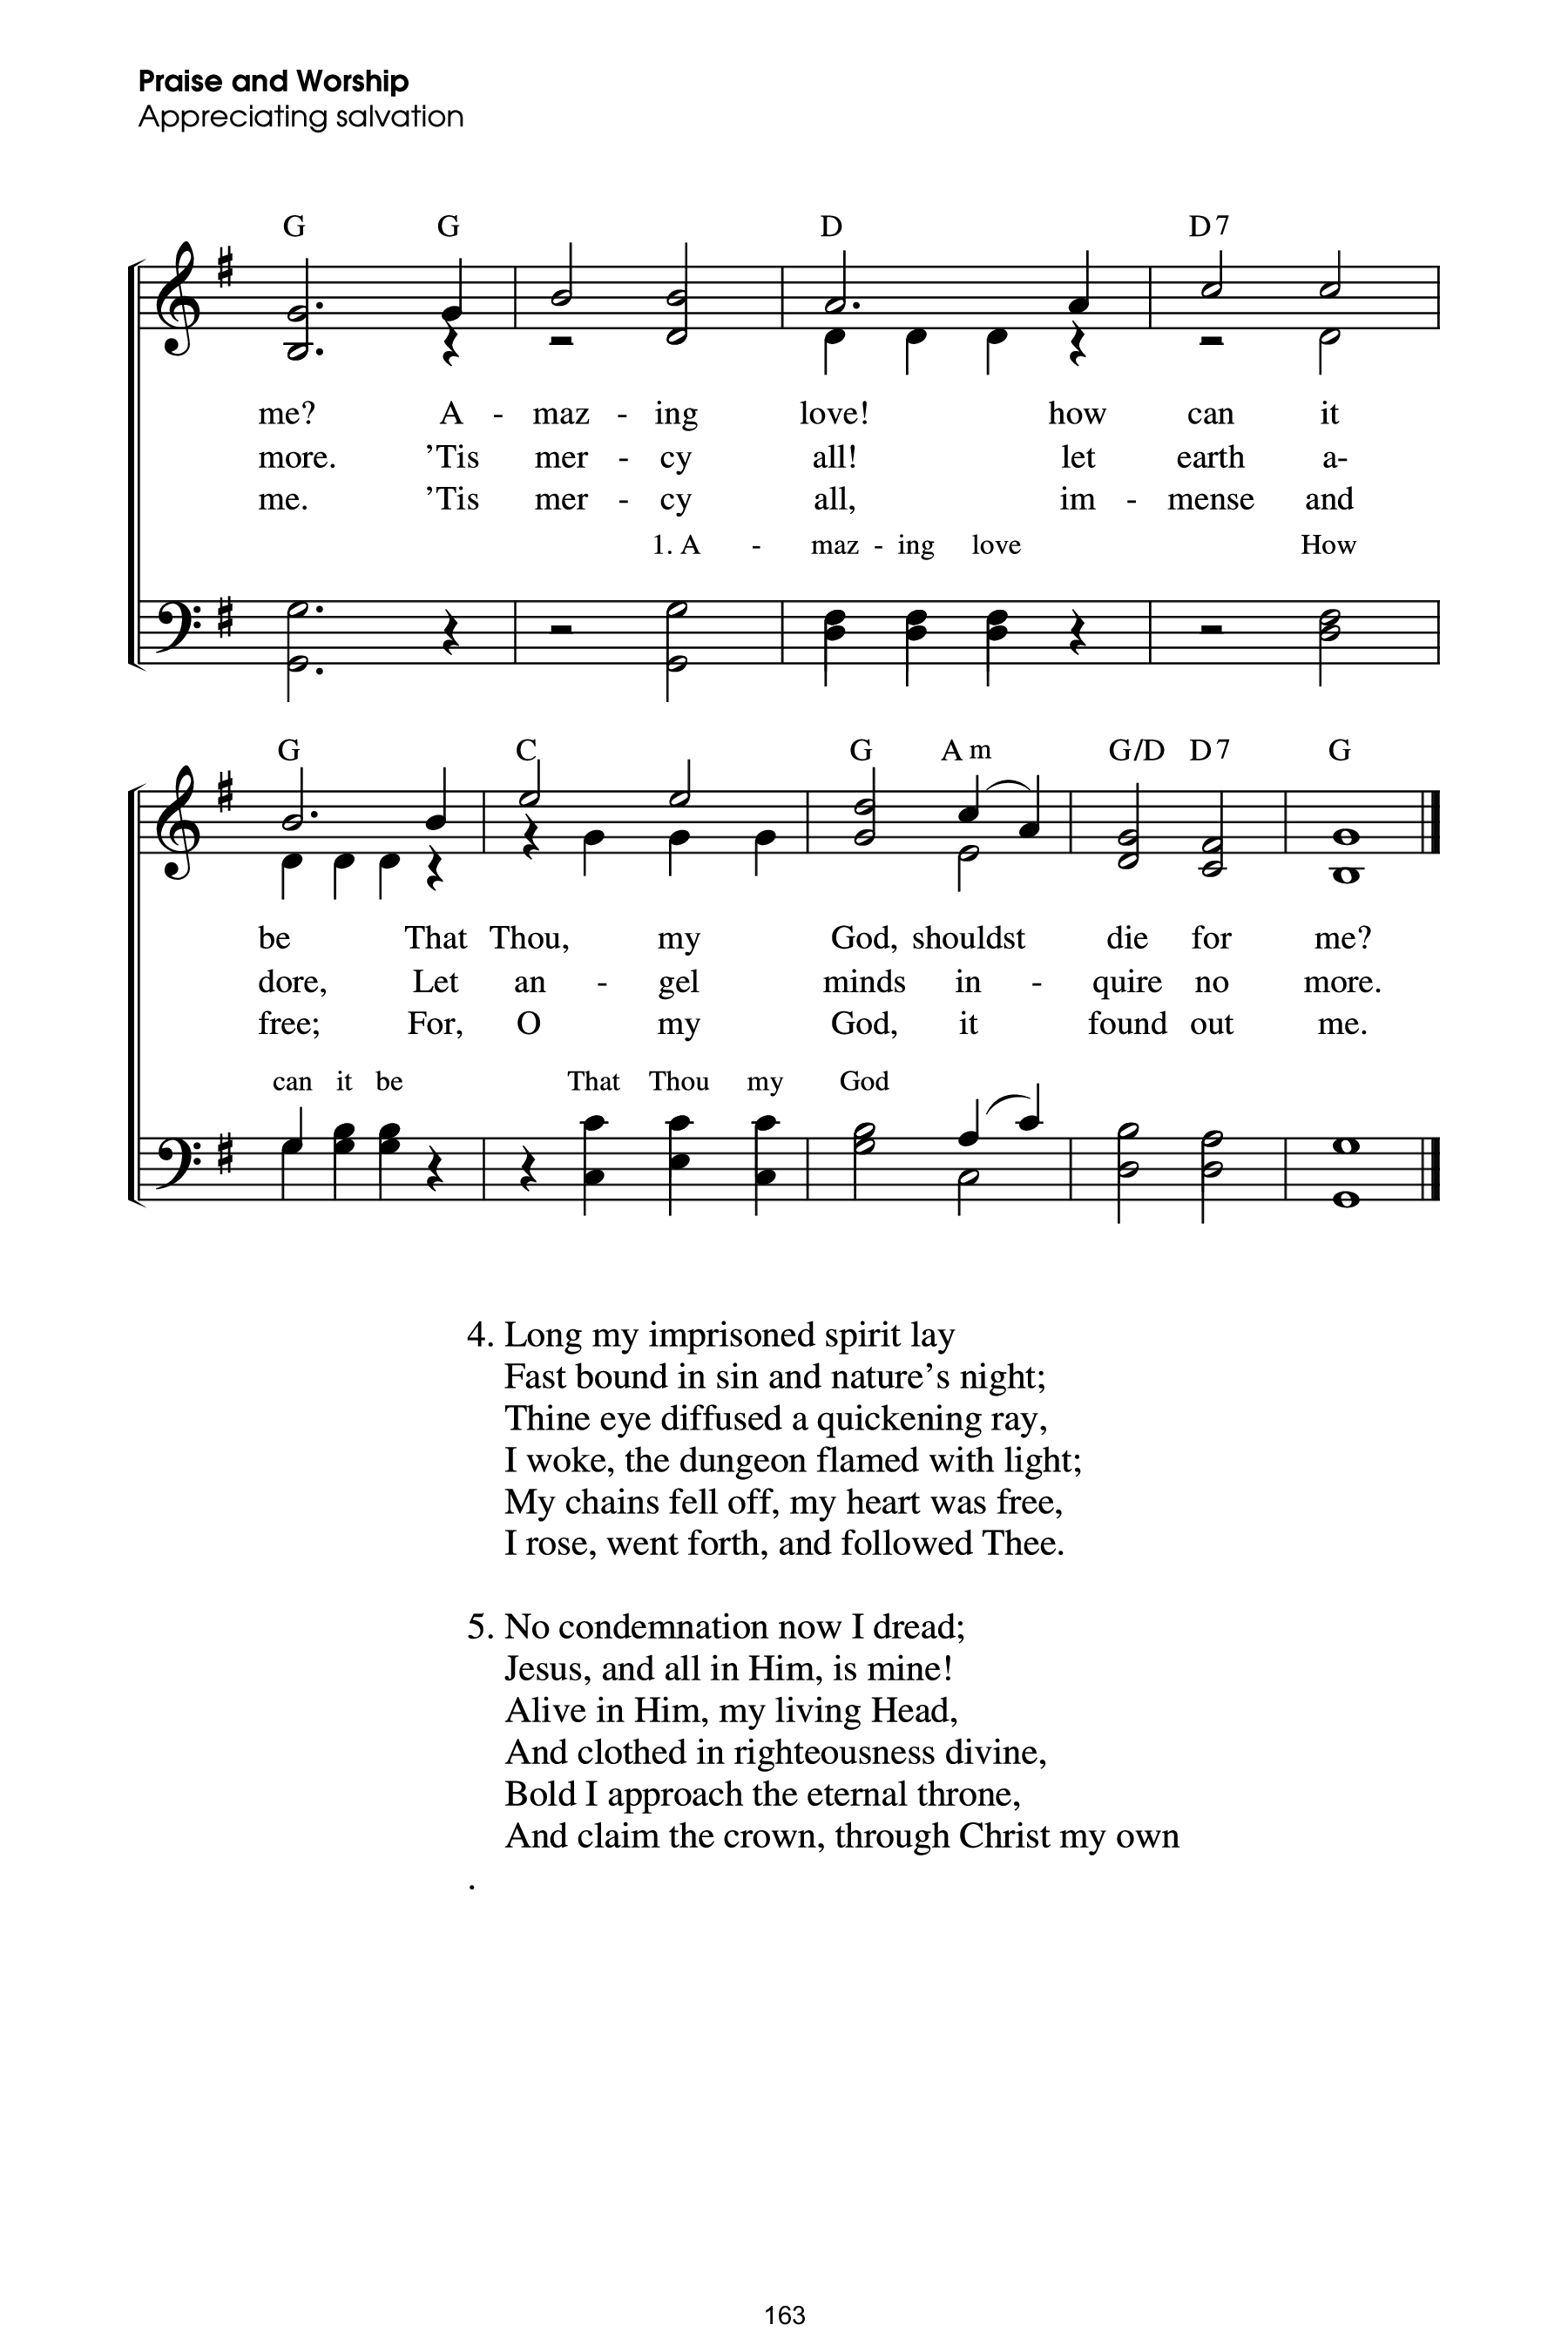 Praise and Worship
Appreciating salvation
G G D D7
me? A - maz - ing love! how can it
more. ’Tis mer - cy all! let earth a-
me. ’Tis mer - cy all, im - mense and
1. A - maz - ing love How
G C G Am G/D D7 G
be That Thou, my God, shouldst die for me?
dore, Let an - gel minds in - quire no more.
free; For, O my God, it found out me.
can it be That Thou my God
4. Long my imprisoned spirit lay
Fast bound in sin and nature’s night;
Thine eye diffused a quickening ray,
I woke, the dungeon flamed with light;
My chains fell off, my heart was free,
I rose, went forth, and followed Thee.
5. No condemnation now I dread;
Jesus, and all in Him, is mine!
Alive in Him, my living Head,
And clothed in righteousness divine,
Bold I approach the eternal throne,
And claim the crown, through Christ my own
.
163